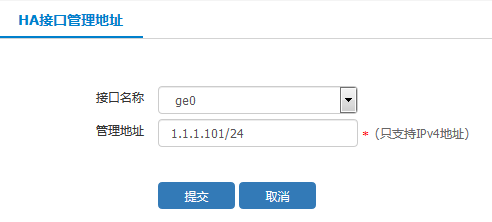 HA接口管理地址
接口名称 ge0
管理地址 1.1.1.101/24 * (只支持IPv4地址)
提交 取消